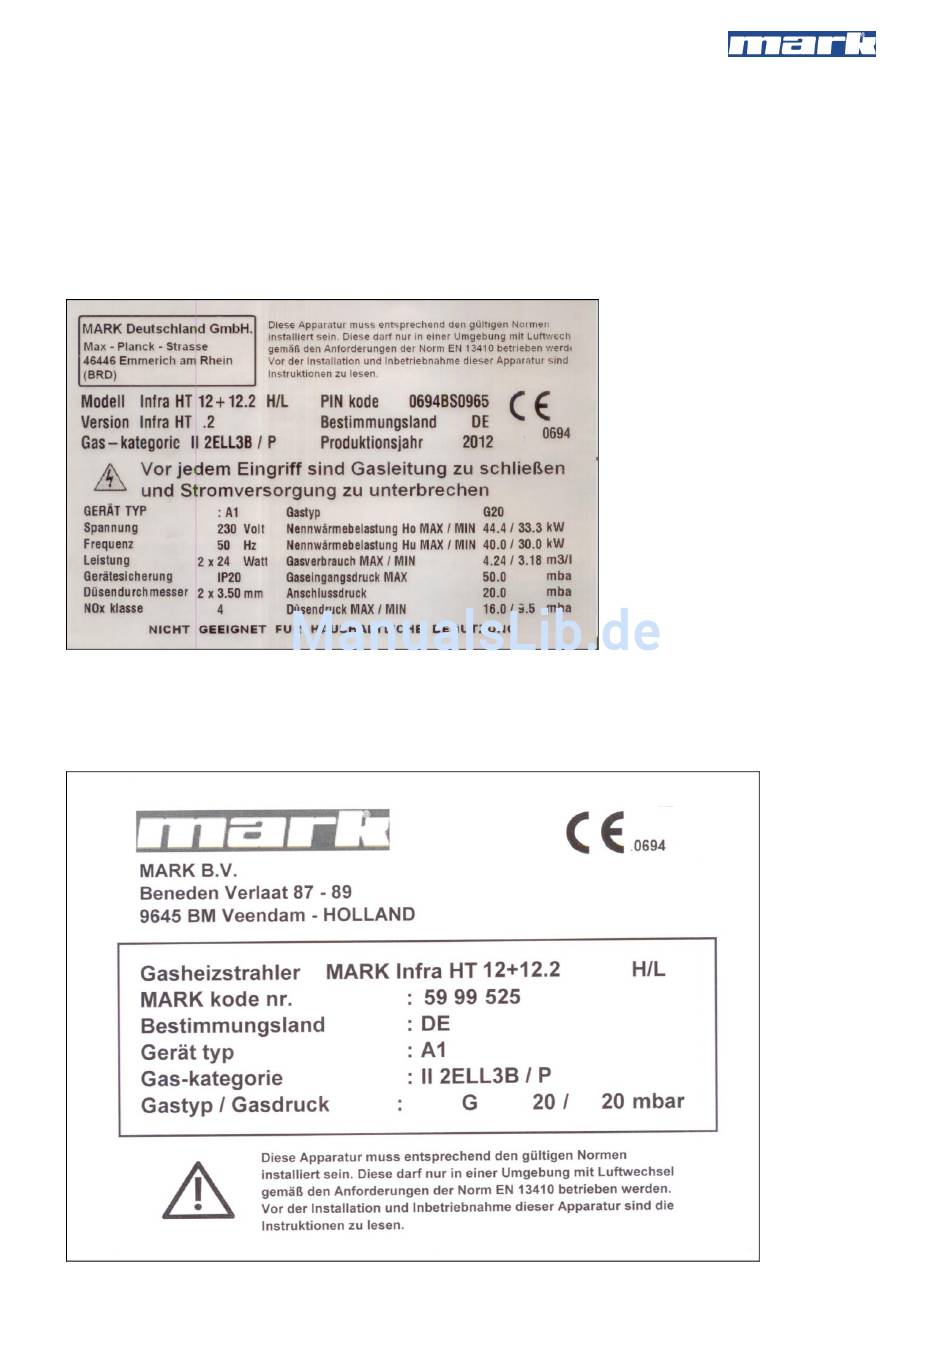 mark
MARK Deutschland GmbH.
Max - Planck - Strasse
46446 Emmerich am Rhein
(BRD)
Diese Apparatur muss entsprechend den gültigen Normen
installiert sein. Diese darf nur in einer Umgebung mit Luftwech
gemäß den Anforderungen der Norm EN 13410 betrieben werd
Vor der Installation und Inbetriebnahme dieser Apparatur sind
Instruktionen zu lesen.
Modell Infra HT 12+12.2 H/L PIN kode 0694BS0965
Version Infra HT .2 Bestimmungsland DE
Gas-kategoric II 2ELL3B / P Produktionsjahr 2012
CE
0694
Vor jedem Eingriff sind Gasleitung zu schließen
und Stromversorgung zu unterbrechen
GERÄT TYP : A1 Gastyp G20
Spannung 230 Volt Nennwärmebelastung Ho MAX / MIN 44.4 / 33.3 kW
Frequenz 50 Hz Nennwärmebelastung Hu MAX / MIN 40.0 / 30.0 kW
Leistung 2 x 24 Watt Gasverbrauch MAX / MIN 4.24 / 3.18 m3/l
Gerätesicherung IP20 Gaseingangsdruck MAX 50.0 mba
Düsendurchmesser 2 x 3.50 mm Anschlussdruck 20.0 mba
NOx klasse 4 Düsendruck MAX / MIN 16.0 / 9.5 mba
NICHT GEEIGNET FUR HAUSHALTLICHE BENUTZUNG
ManualsLib.de
mark
CE .0694
MARK B.V.
Beneden Verlaat 87 - 89
9645 BM Veendam - HOLLAND
Gasheizstrahler MARK Infra HT 12+12.2 H/L
MARK kode nr. : 59 99 525
Bestimmungsland : DE
Gerät typ : A1
Gas-kategorie : II 2ELL3B / P
Gastyp / Gasdruck : G 20 / 20 mbar
Diese Apparatur muss entsprechend den gültigen Normen
installiert sein. Diese darf nur in einer Umgebung mit Luftwechsel
gemäß den Anforderungen der Norm EN 13410 betrieben werden.
Vor der Installation und Inbetriebnahme dieser Apparatur sind die
Instruktionen zu lesen.